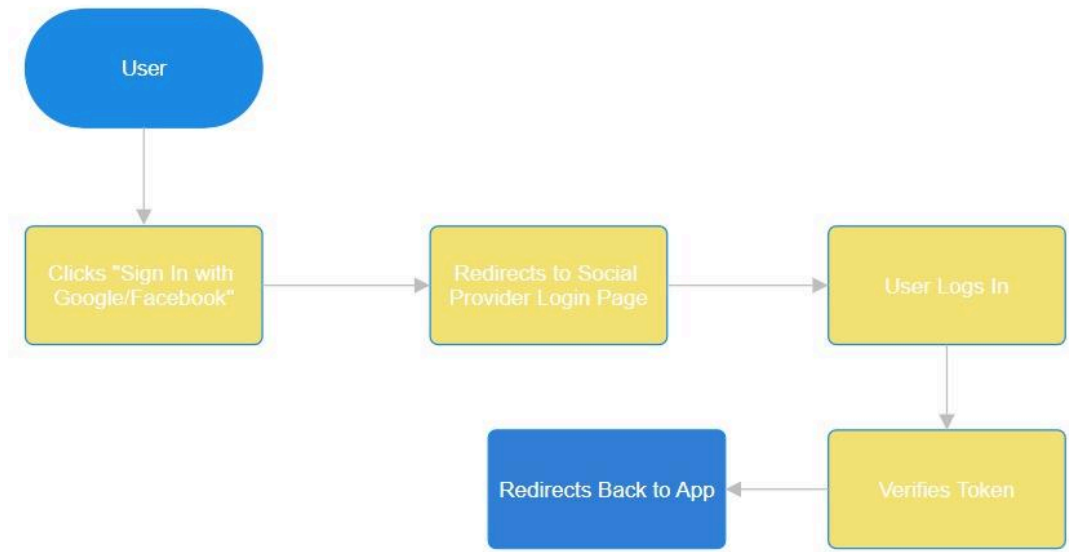 User
Clicks "Sign In with
Google/Facebook"
Redirects to Social
Provider Login Page
User Logs In
Verifies Token
Redirects Back to App